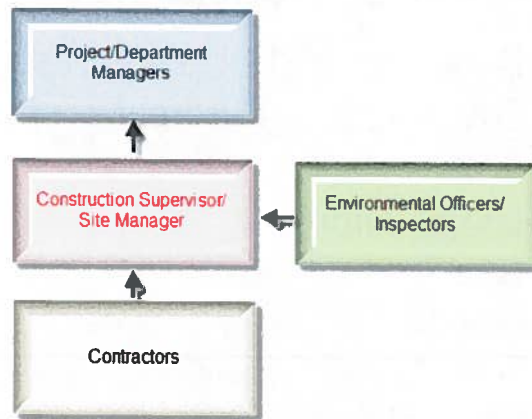 Project/Department
Managers
Construction Supervisor/
Site Manager
Environmental Officers/
Inspectors
Contractors